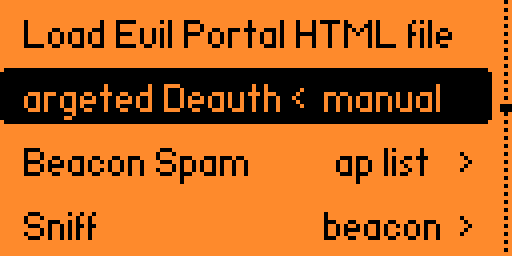 Load Evil Portal HTML file
argeted Deauth < manual
Beacon Spam ap list >
Sniff beacon >